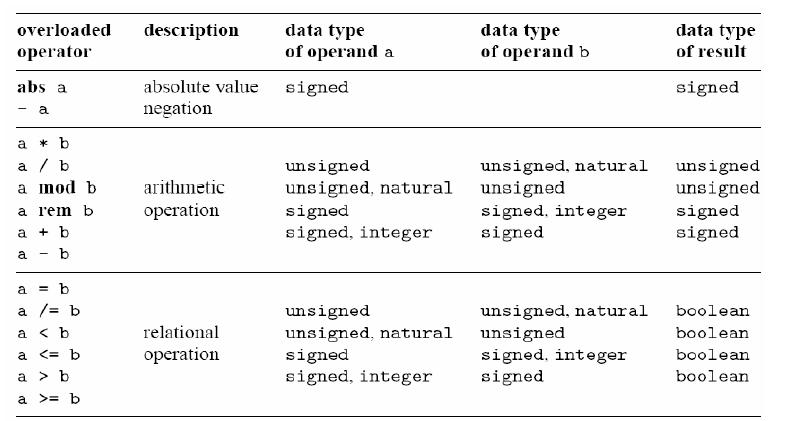 overloaded description data type data type data type
operator of operand a of operand b of result
abs a absolute value signed signed
- a negation
a * b
a / b unsigned unsigned, natural unsigned
a mod b arithmetic unsigned, natural unsigned unsigned
a rem b operation signed signed, integer signed
a + b signed, integer signed signed
a - b
a = b
a /= b unsigned unsigned, natural boolean
a < b relational unsigned, natural unsigned boolean
a <= b operation signed signed, integer boolean
a > b signed, integer signed boolean
a >= b